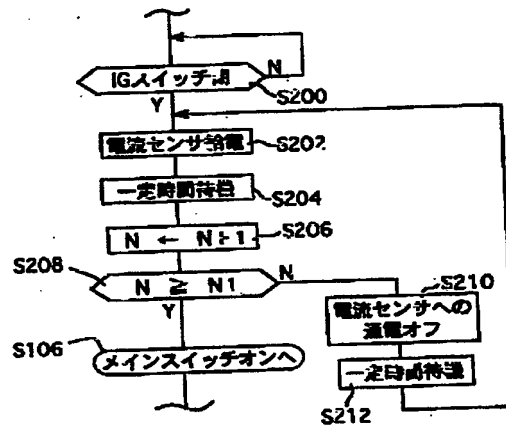 N
IGスイッチ閉
S200
Y
電流センサ給電
S202
一定時間待機
S204
N ← N+1
S206
S208
N ≧ N1
N
Y
S210
電流センサへの
通電オフ
S106
メインスイッチオンへ
一定時間待機
S212